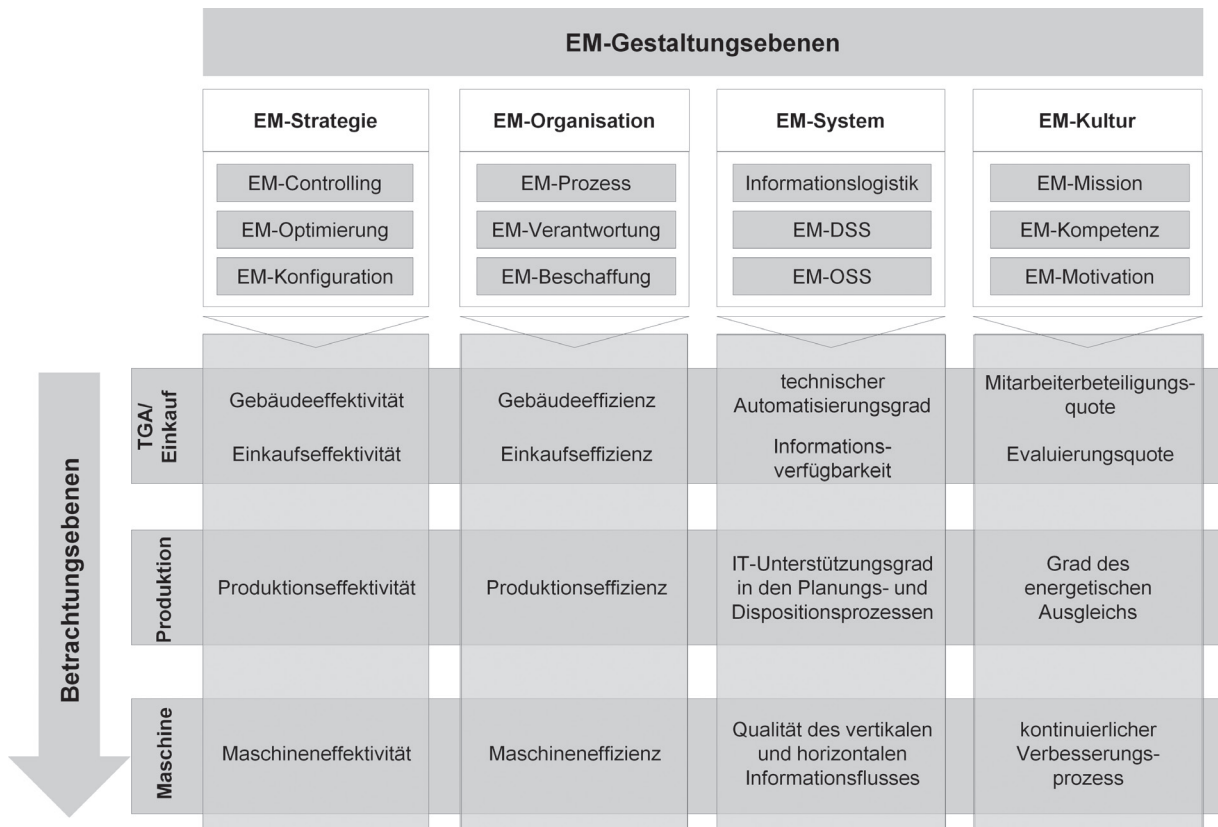 EM-Gestaltungsebenen
EM-Strategie
EM-Controlling
EM-Optimierung
EM-Konfiguration
EM-Organisation
EM-Prozess
EM-Verantwortung
EM-Beschaffung
EM-System
Informationslogistik
EM-DSS
EM-OSS
EM-Kultur
EM-Mission
EM-Kompetenz
EM-Motivation
Betrachtungsebenen
TGA/
Einkauf
Gebäudeeffektivität
Einkaufseffektivität
Gebäudeeffizienz
Einkaufseffizienz
technischer
Automatisierungsgrad
Informations-
verfügbarkeit
Mitarbeiterbeteiligungs-
quote
Evaluierungsquote
Produktion
Produktionseffektivität
Produktionseffizienz
IT-Unterstützungsgrad
in den Planungs- und
Dispositionsprozessen
Grad des
energetischen
Ausgleichs
Maschine
Maschineneffektivität
Maschineneffizienz
Qualität des vertikalen
und horizontalen
Informationsflusses
kontinuierlicher
Verbesserungs-
prozess